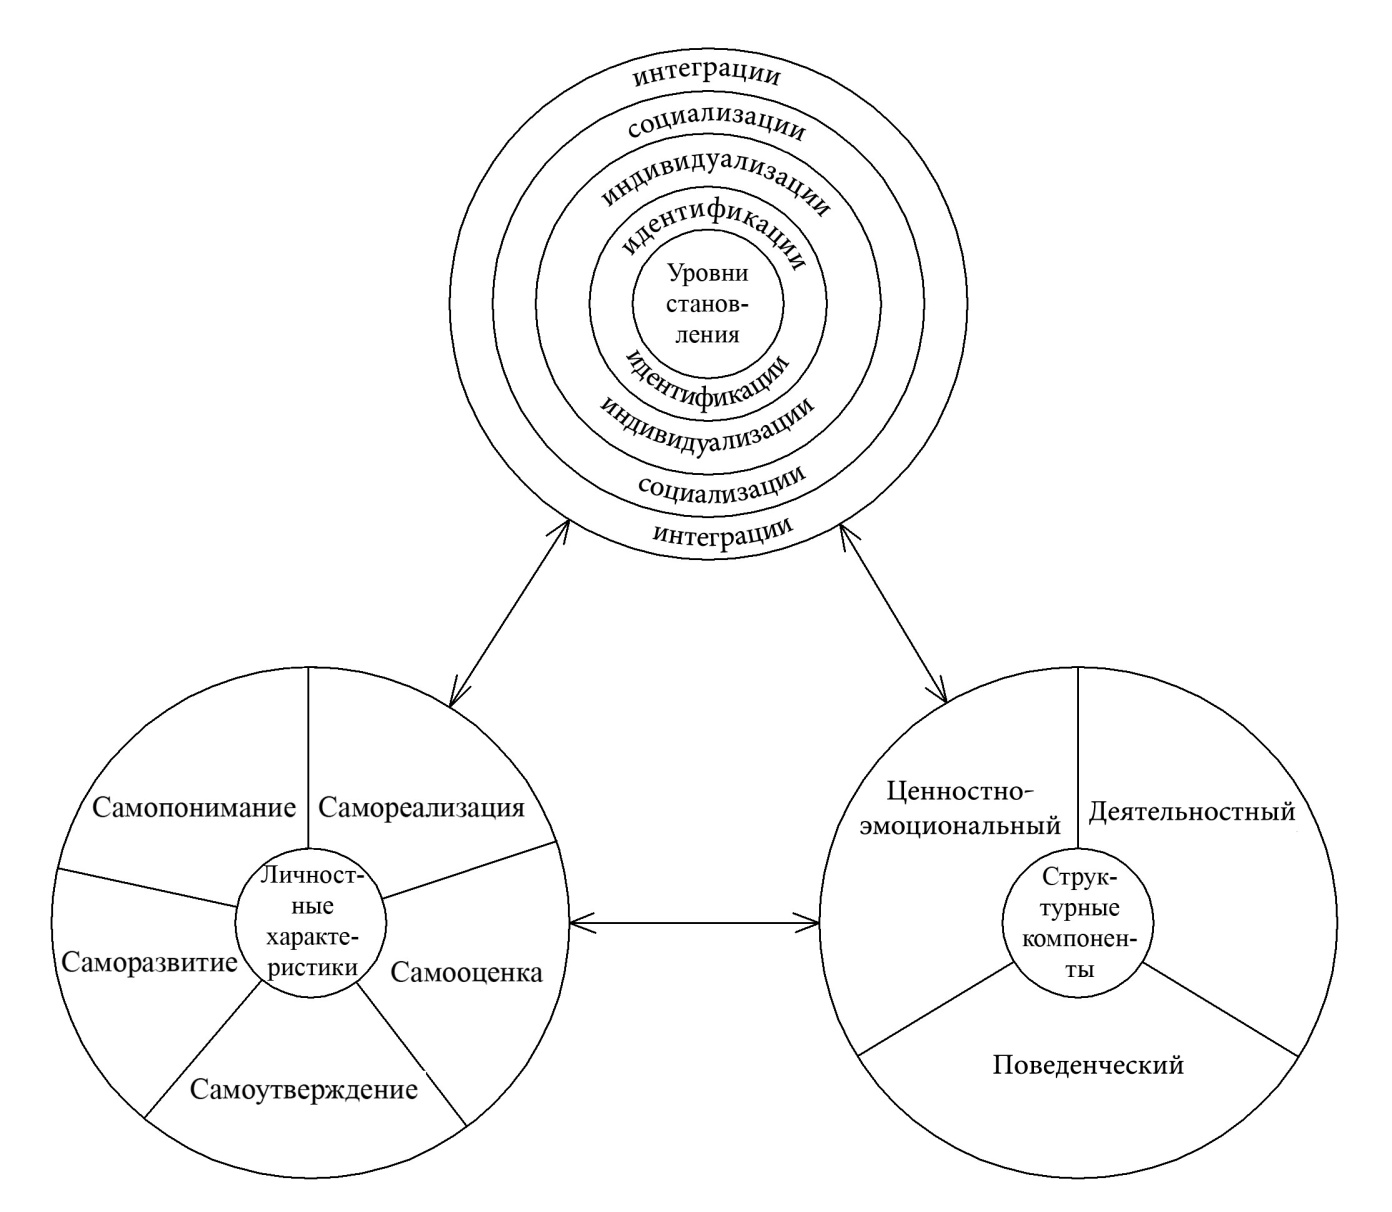 интеграции
социализации
индивидуализации
идентификации
Уровни
станов-
ления
идентификации
индивидуализации
социализации
интеграции
Самопонимание
Самореализация
Личност-
ные
характе-
ристики
Саморазвитие
Самооценка
Самоутверждение
Ценностно-
эмоциональный
Деятельностный
Струк-
турные
компонен-
ты
Поведенческий